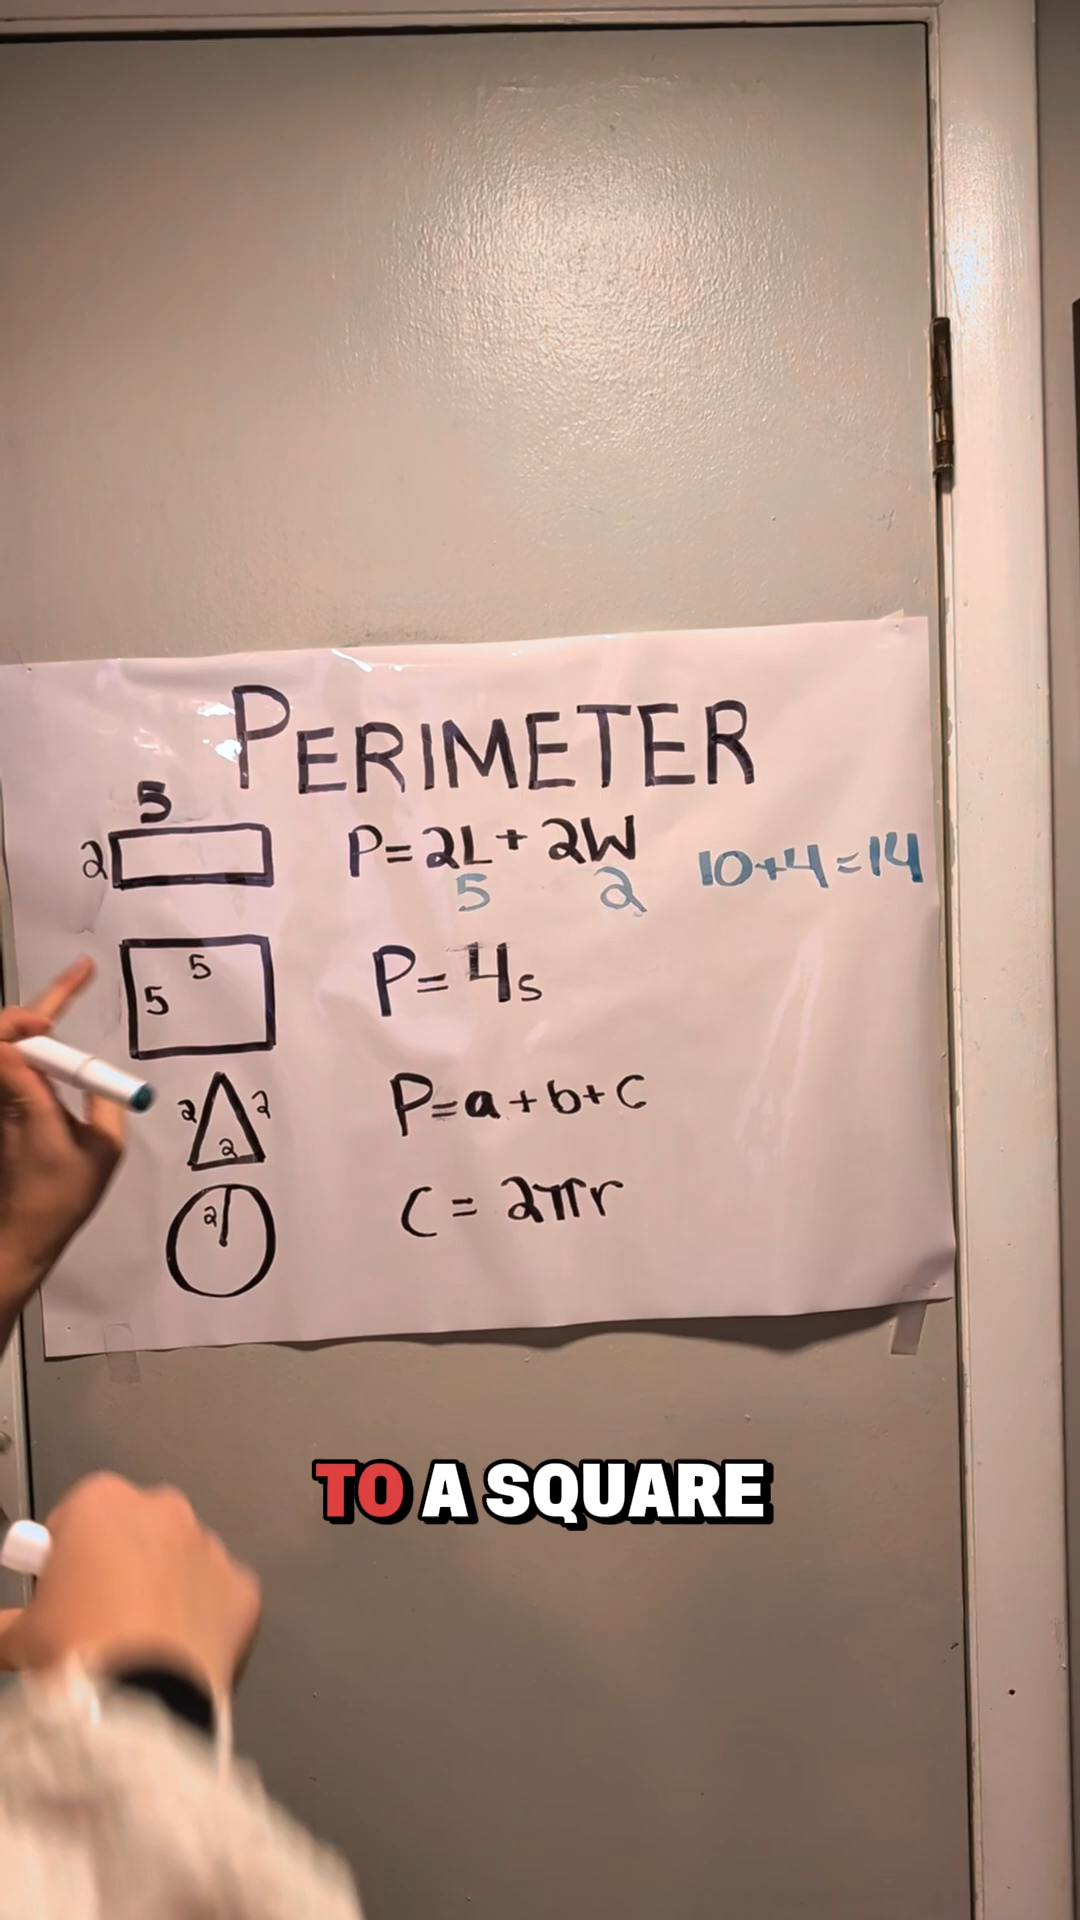 PERIMETER
5
2
P=2L+2W
5 2
10+4=14
5
5
P=4s
2 2
2
P=a+b+c
2
C=2πr
TO A SQUARE